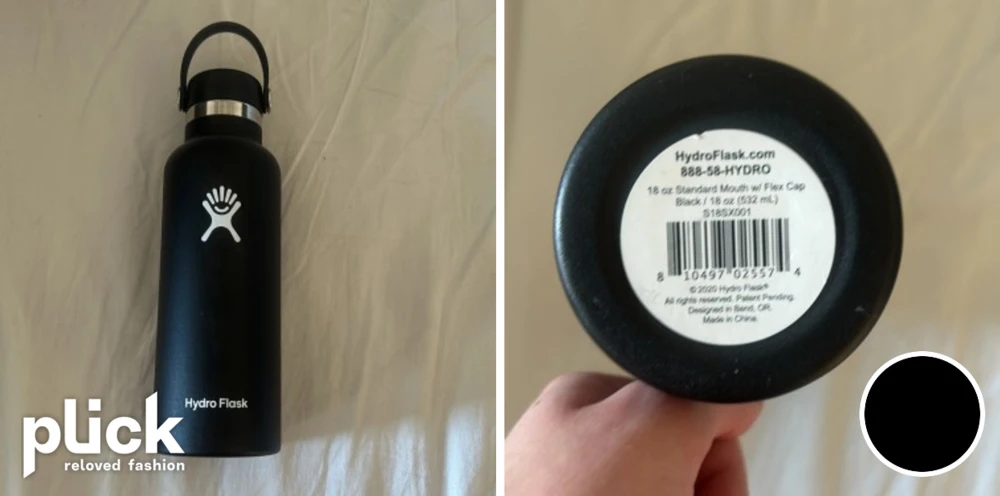 Hydro Flask
plick
reloved fashion
HydroFlask.com
888-58-HYDRO
18 oz Standard Mouth w/ Flex Cap
Black / 18 oz (532 mL)
S18SX001
8 10497 02557 4
© 2020 Hydro Flask®
All rights reserved. Patent Pending.
Designed in Bend, OR.
Made in China.